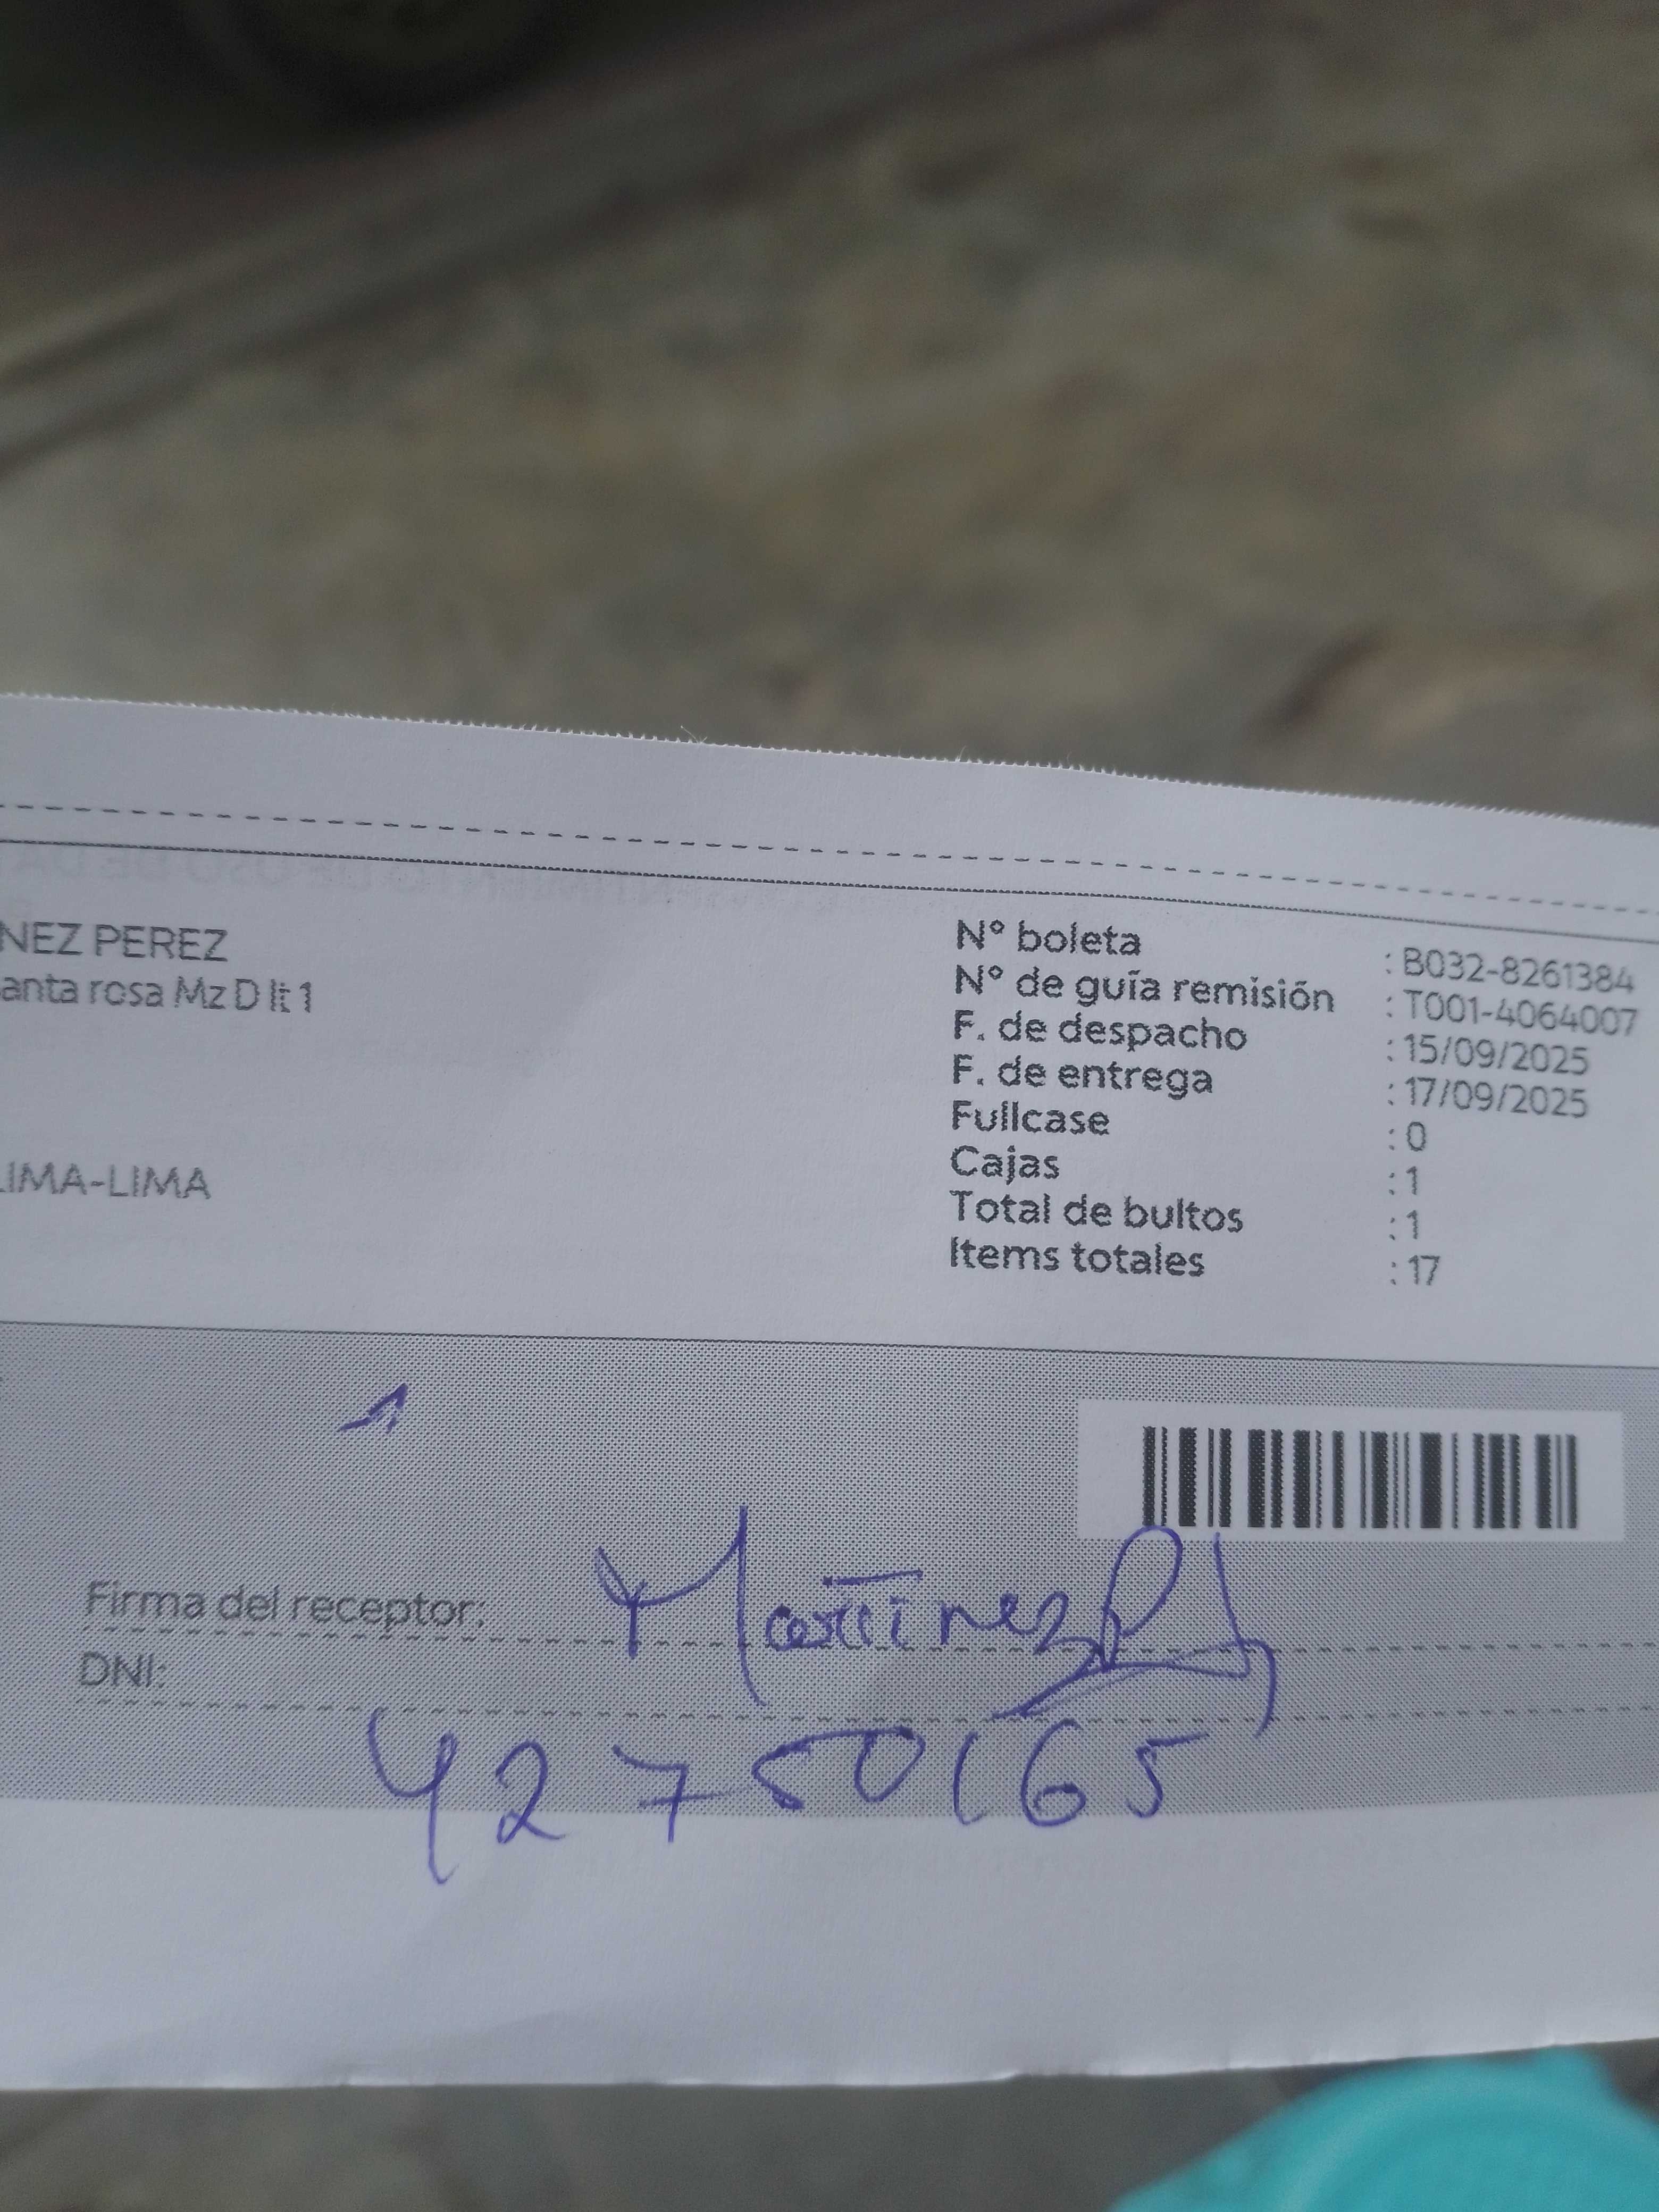 NEZ PEREZ
anta rosa Mz D lt 1
LIMA-LIMA
N° boleta : B032-8261384
N° de guía remisión : T001-4064007
F. de despacho : 15/09/2025
F. de entrega : 17/09/2025
Fullcase : 0
Cajas : 1
Total de bultos : 1
Items totales : 17
1
Firma del receptor: Martinez P
DNI:
42750165